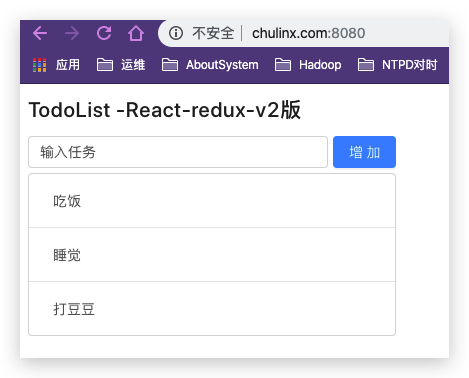 不安全 | chulinx.com:8080
应用 运维 AboutSystem Hadoop NTPD对时
TodoList -React-redux-v2版
输入任务 增 加
吃饭
睡觉
打豆豆